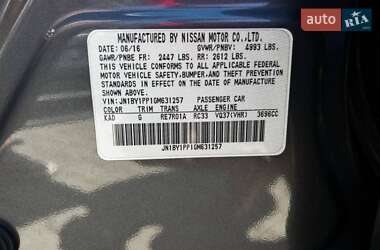 auto RIA
MANUFACTURED BY NISSAN MOTOR CO.,LTD.
DATE: 06/16 GVWR/PNBV: 4993 LBS.
GAWR/PNBE FR: 2447 LBS. RR: 2612 LBS.
THIS VEHICLE CONFORMS TO ALL APPLICABLE FEDERAL
MOTOR VEHICLE SAFETY, BUMPER, AND THEFT PREVENTION
STANDARDS IN EFFECT ON THE DATE OF MANUFACTURE
SHOWN ABOVE.
VIN: JN1BY1PP1GM631257 PASSENGER CAR
COLOR TRIM TRANS AXLE ENGINE
KAD G RE7R01A RC33 VQ37(VHR) 3696CC
JN1BY1PP1GM631257